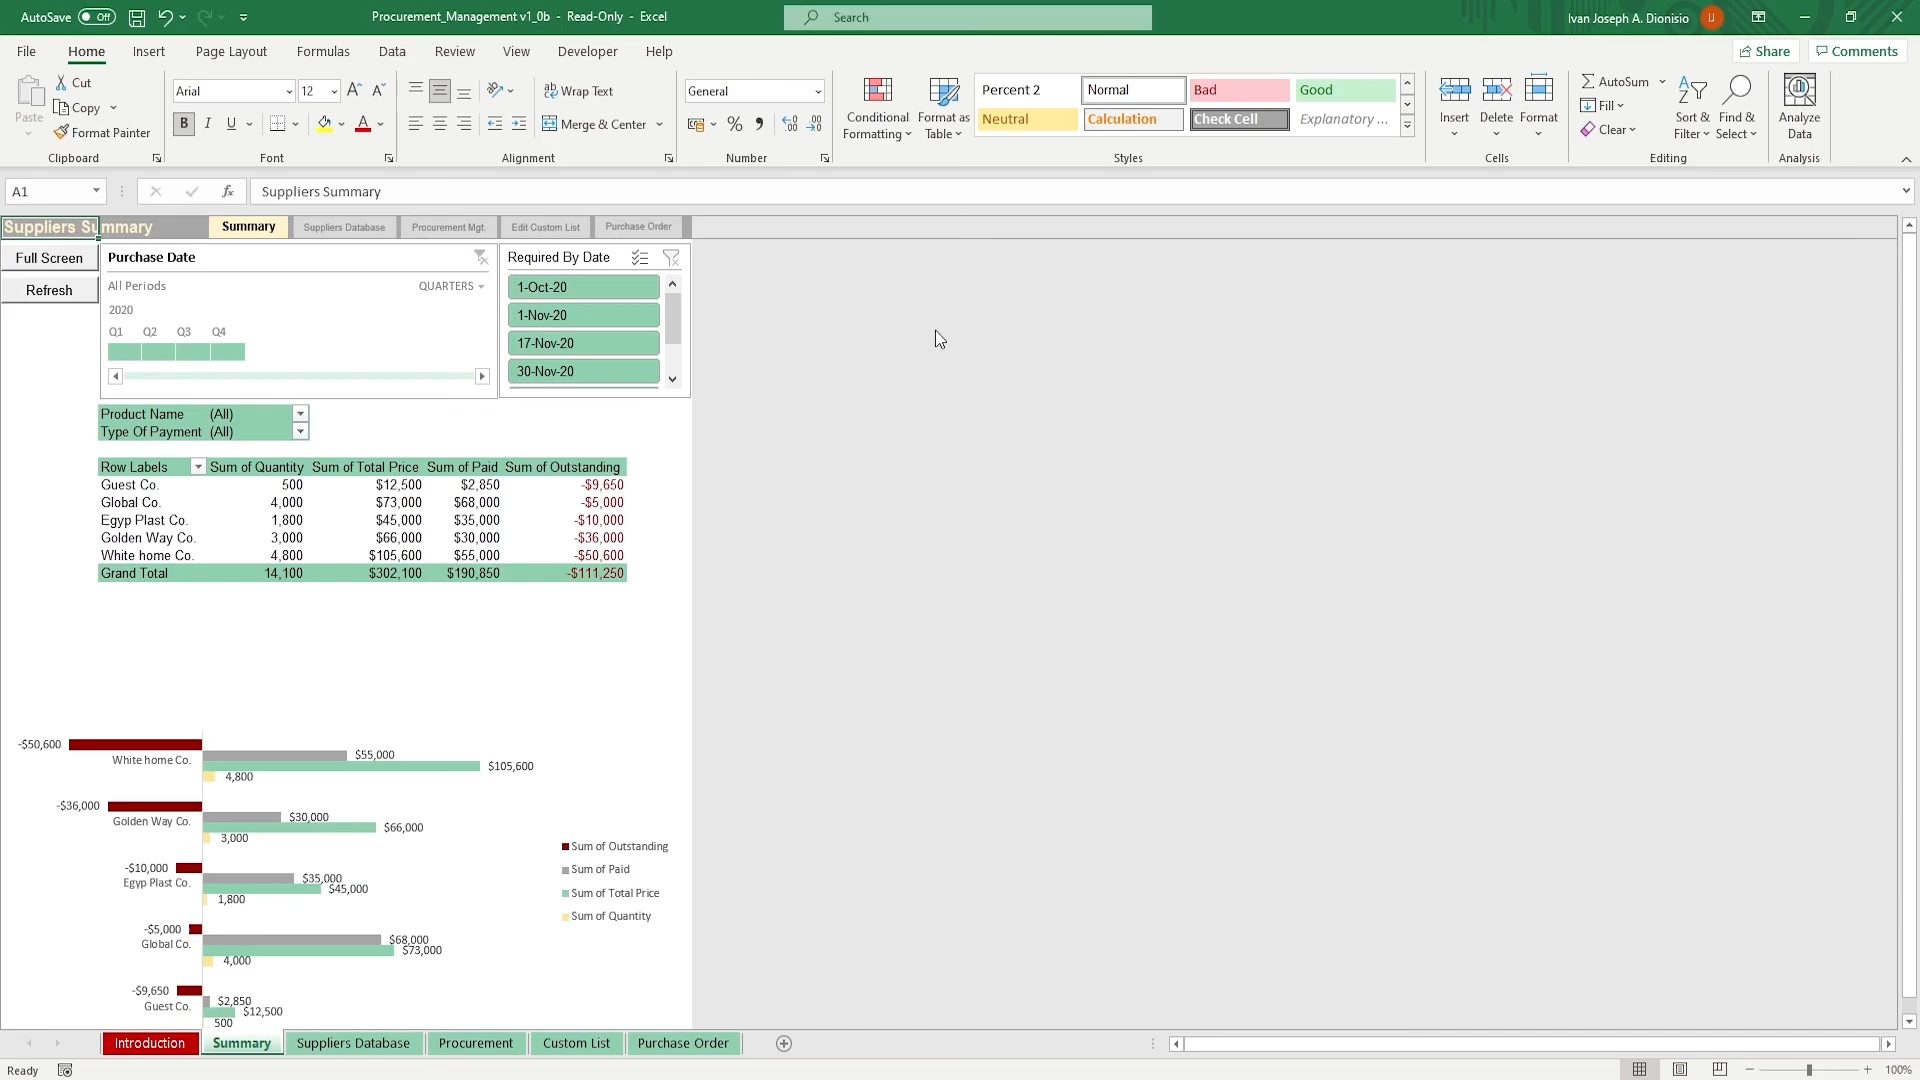 AutoSave Off
Procurement_Management v1_0b - Read-Only - Excel
Search
Ivan Joseph A. Dionisio IJ
File Home Insert Page Layout Formulas Data Review View Developer Help
Share Comments
Paste
Cut
Copy
Format Painter
Clipboard
Arial 12
B I U
Font
Wrap Text
Merge & Center
Alignment
General
Number
Conditional Formatting
Format as Table
Percent 2 Normal Bad Good
Neutral Calculation Check Cell Explanatory ...
Styles
Insert Delete Format
Cells
AutoSum
Fill
Clear
Sort & Filter
Find & Select
Editing
Analyze Data
Analysis
A1 fx Suppliers Summary
Suppliers Summary Summary Suppliers Database Procurement Mgt. Edit Custom List Purchase Order
Full Screen
Refresh
Purchase Date
All Periods QUARTERS
2020
Q1 Q2 Q3 Q4
Required By Date
1-Oct-20
1-Nov-20
17-Nov-20
30-Nov-20
Product Name (All)
Type Of Payment (All)
Row Labels Sum of Quantity Sum of Total Price Sum of Paid Sum of Outstanding
Guest Co. 500 $12,500 $2,850 -$9,650
Global Co. 4,000 $73,000 $68,000 -$5,000
Egyp Plast Co. 1,800 $45,000 $35,000 -$10,000
Golden Way Co. 3,000 $66,000 $30,000 -$36,000
White home Co. 4,800 $105,600 $55,000 -$50,600
Grand Total 14,100 $302,100 $190,850 -$111,250
-$50,600
White home Co.
$55,000
$105,600
4,800
-$36,000
Golden Way Co.
$30,000
$66,000
3,000
-$10,000
Egyp Plast Co.
$35,000
$45,000
1,800
-$5,000
Global Co.
$68,000
$73,000
4,000
-$9,650
Guest Co.
$2,850
$12,500
500
Sum of Outstanding
Sum of Paid
Sum of Total Price
Sum of Quantity
Introduction Summary Suppliers Database Procurement Custom List Purchase Order
Ready
100%